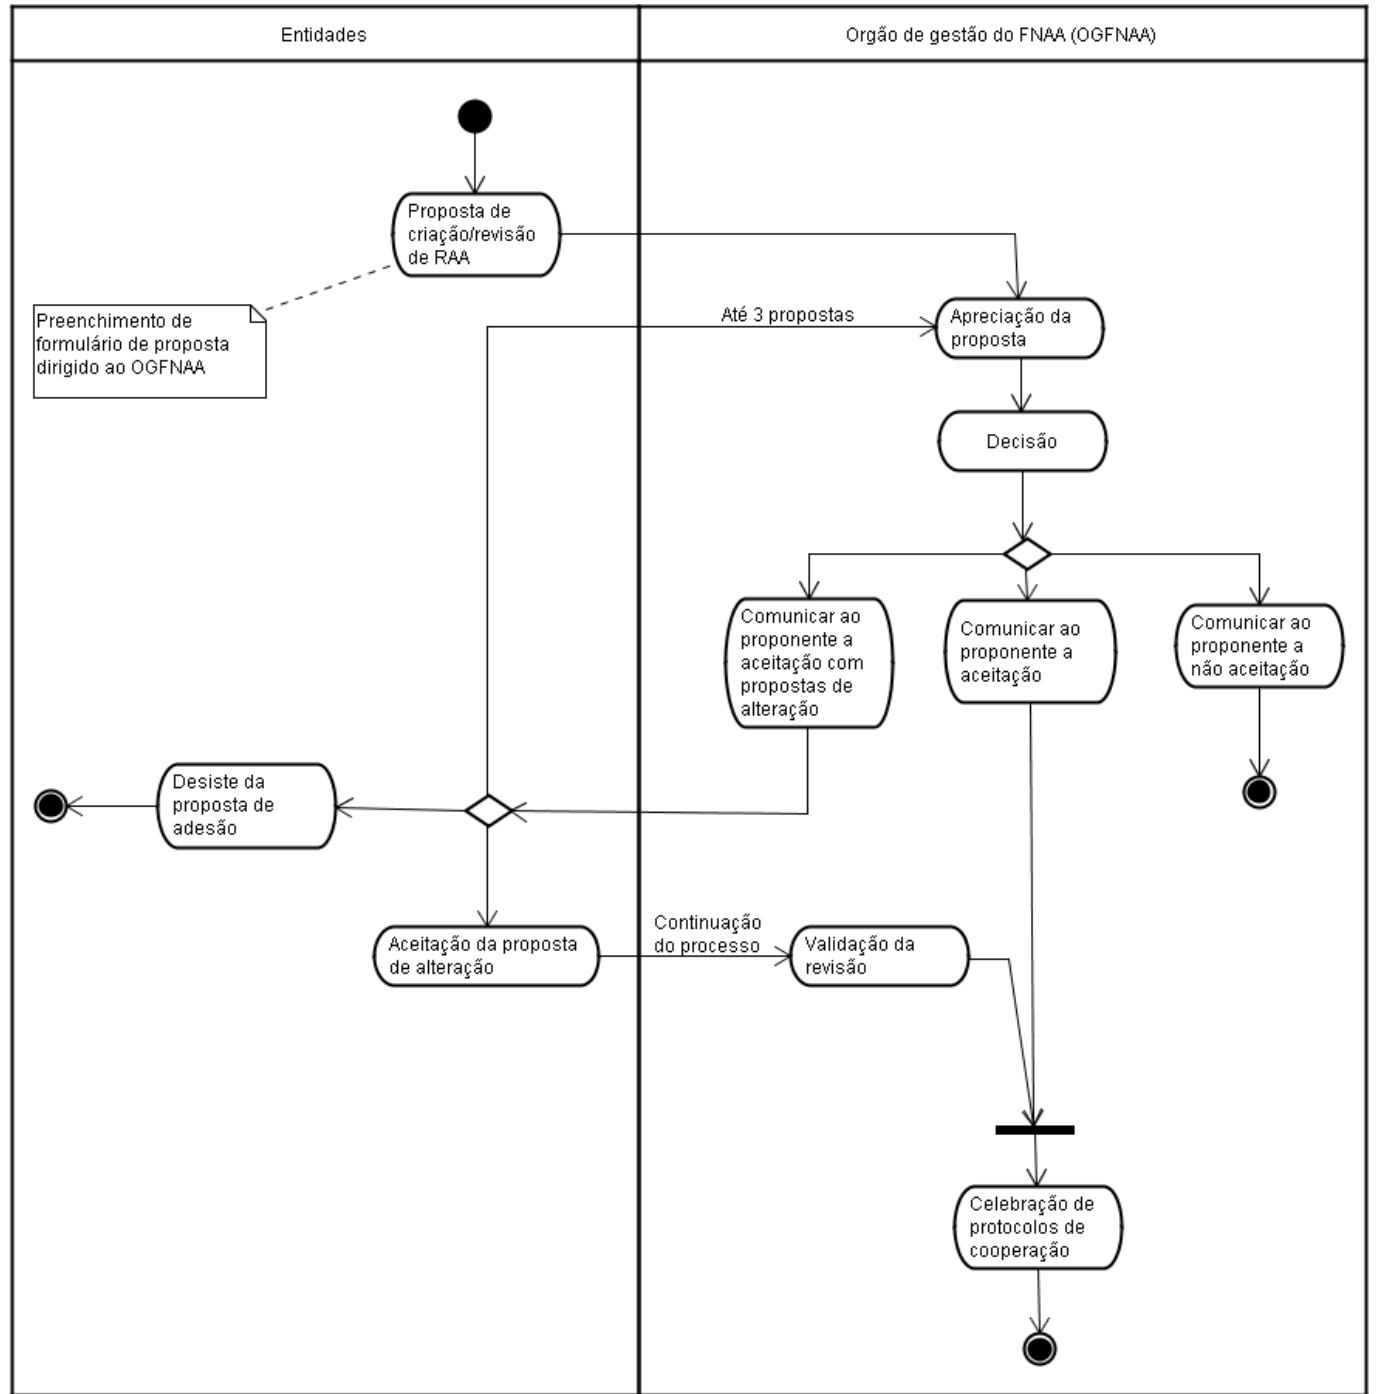 Entidades
Orgão de gestão do FNAA (OGFNAA)
Proposta de
criação/revisão
de RAA
Preenchimento de
formulário de proposta
dirigido ao OGFNAA
Até 3 propostas
Apreciação da
proposta
Decisão
Comunicar ao
proponente a
aceitação com
propostas de
alteração
Comunicar ao
proponente a
aceitação
Comunicar ao
proponente a
não aceitação
Desiste da
proposta de
adesão
Aceitação da proposta
de alteração
Continuação
do processo
Validação da
revisão
Celebração de
protocolos de
cooperação